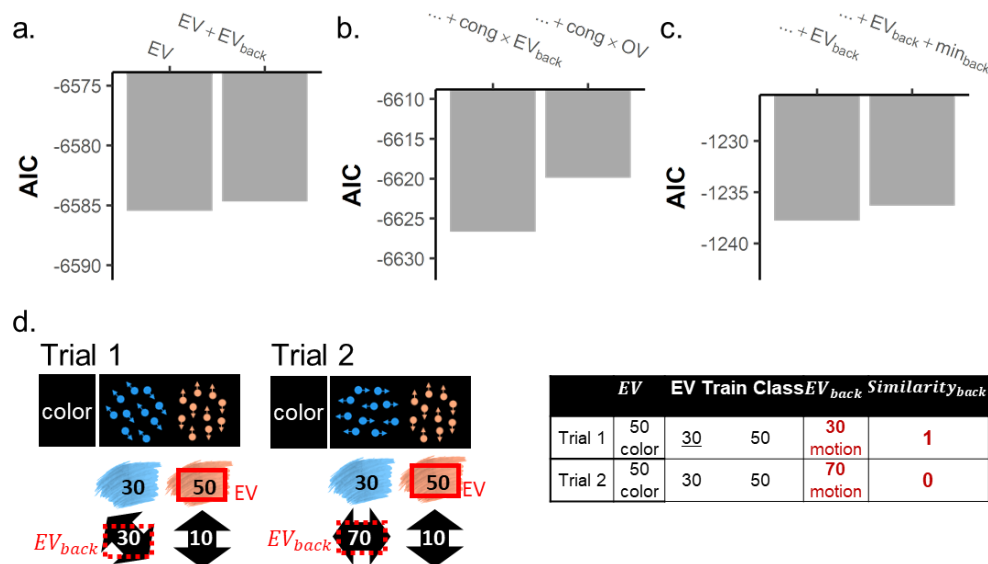 a.
EV
EV + EV_back
AIC
-6575
-6580
-6585
-6590
b.
... + cong × EV_back
... + cong × OV
AIC
-6610
-6615
-6620
-6625
-6630
c.
... + EV_back
... + EV_back + min_back
AIC
-1230
-1235
-1240
d.
Trial 1
color
30 50 EV
EV_back 30 10
Trial 2
color
30 50 EV
EV_back 70 10
EV EV Train Class EV_back Similarity_back
Trial 1 50 color 30 50 30 motion 1
Trial 2 50 color 30 50 70 motion 0